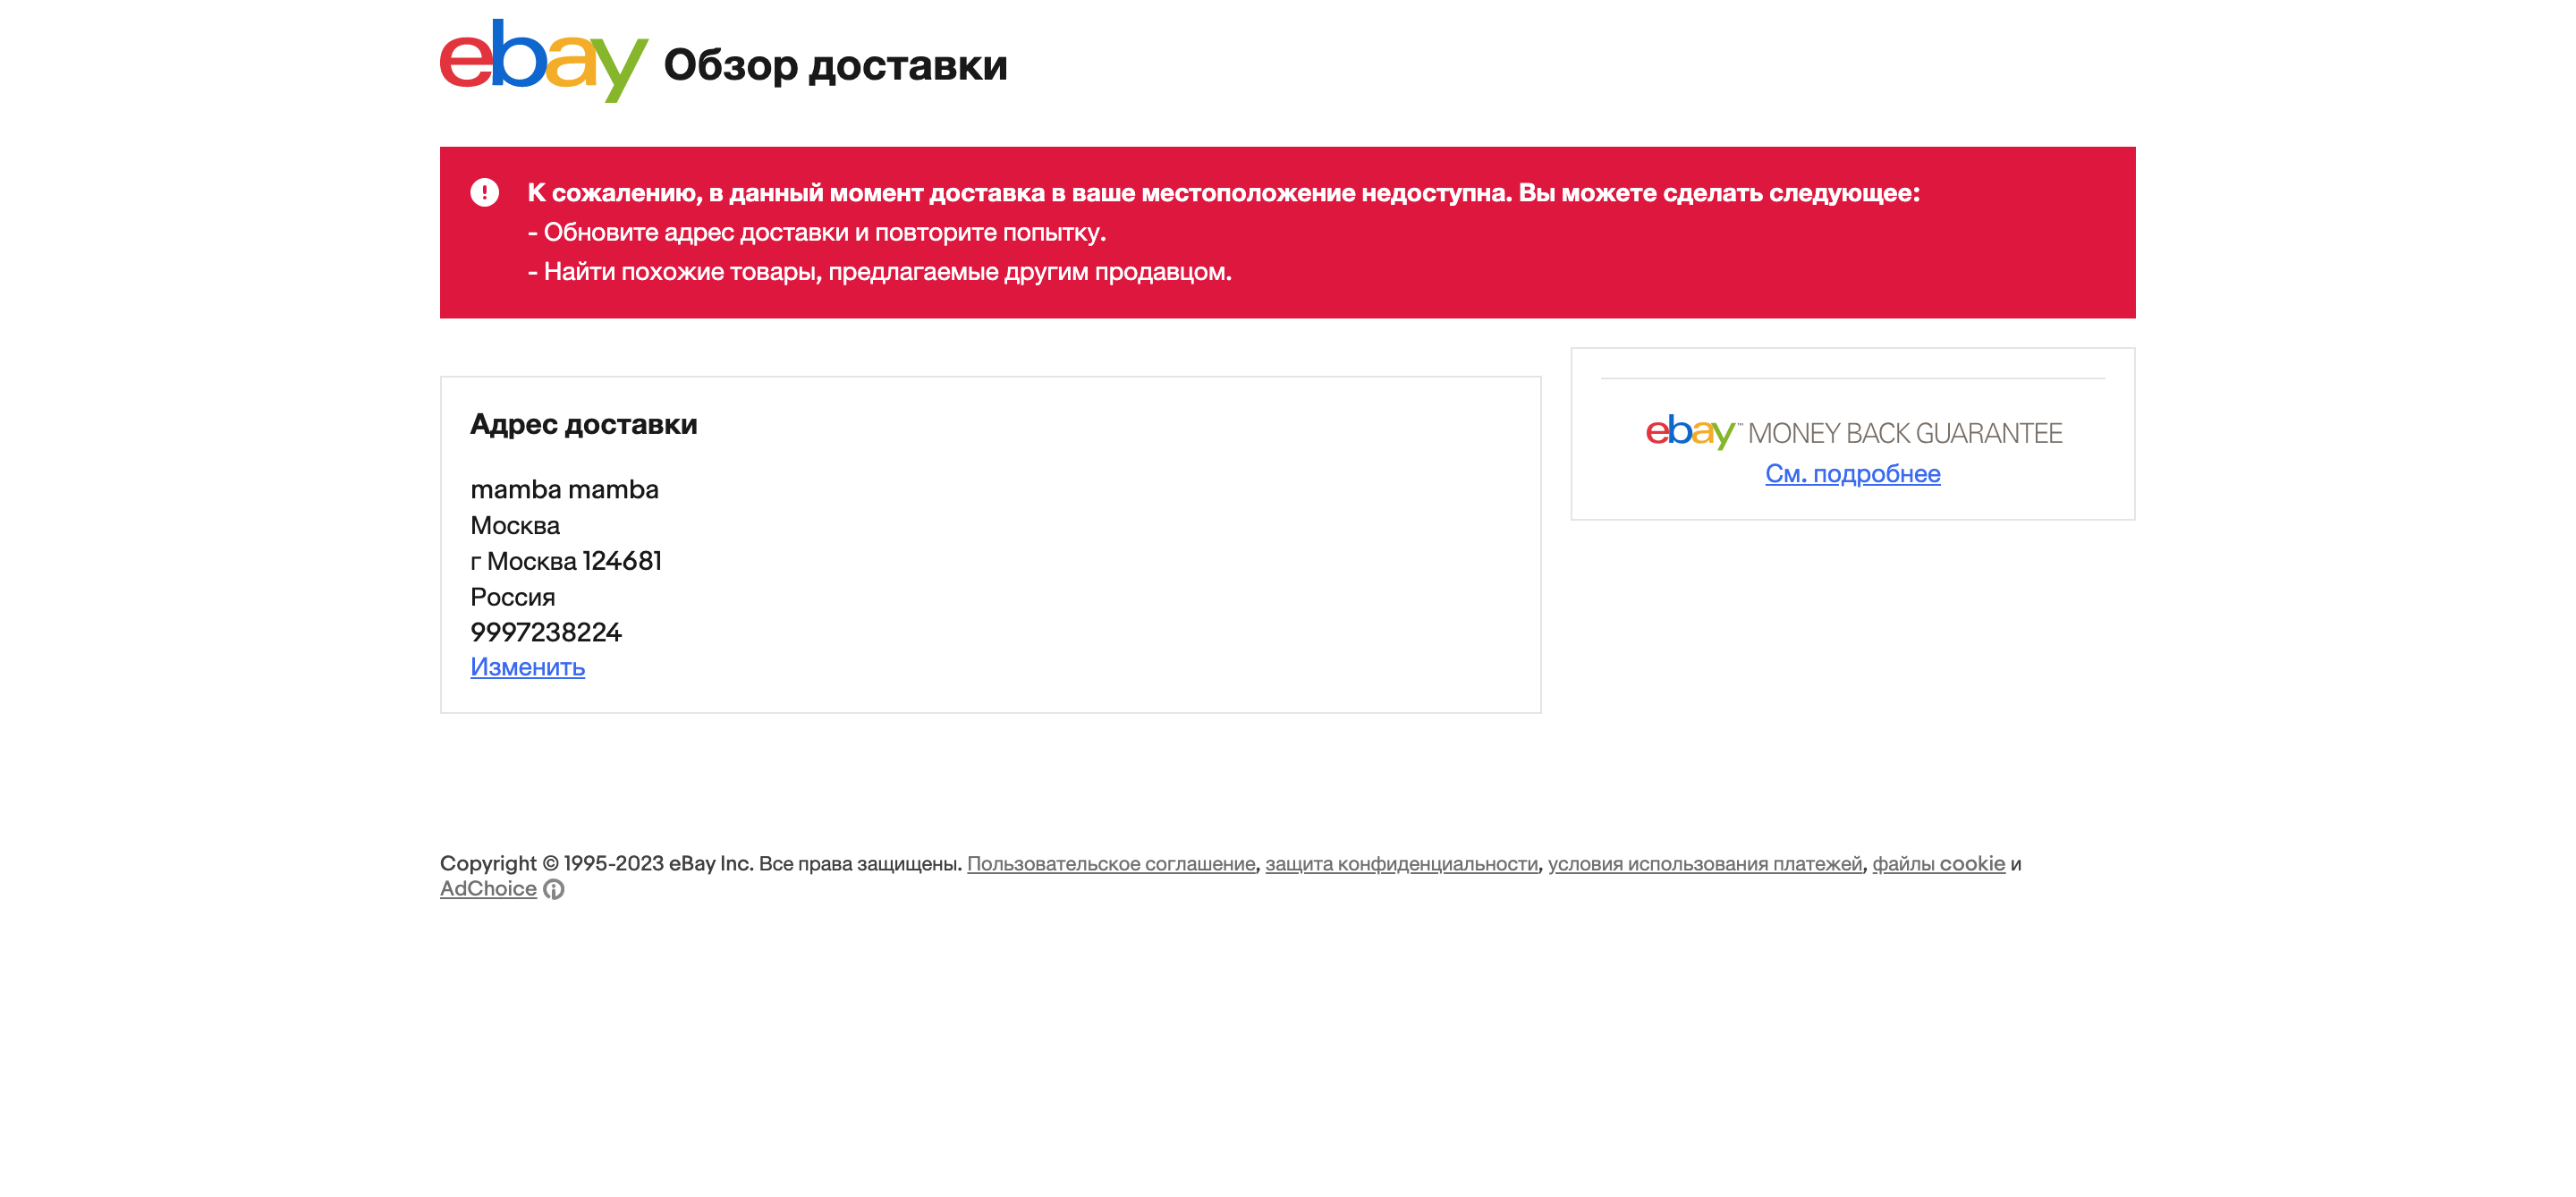 ebay Обзор доставки
К сожалению, в данный момент доставка в ваше местоположение недоступна. Вы можете сделать следующее:
- Обновите адрес доставки и повторите попытку.
- Найти похожие товары, предлагаемые другим продавцом.
Адрес доставки
mamba mamba
Москва
г Москва 124681
Россия
9997238224
Изменить
ebay™ MONEY BACK GUARANTEE
См. подробнее
Copyright © 1995-2023 eBay Inc. Все права защищены. Пользовательское соглашение, защита конфиденциальности, условия использования платежей, файлы cookie и
AdChoice